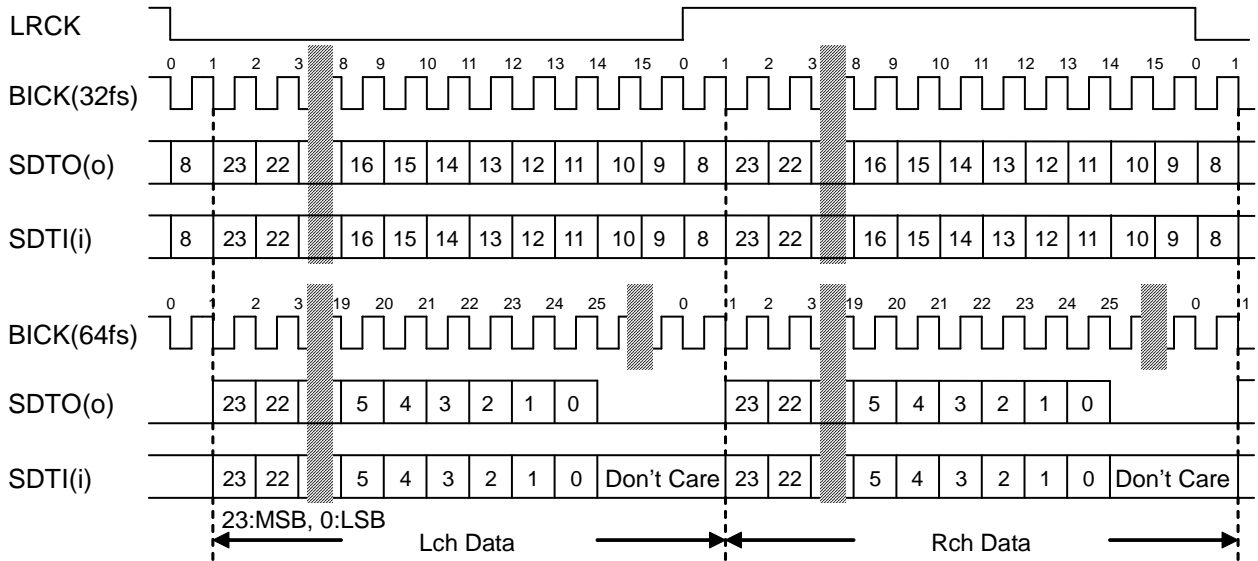 LRCK
0 1 2 3 8 9 10 11 12 13 14 15 0 1 2 3 8 9 10 11 12 13 14 15 0 1
BICK(32fs)
SDTO(o) 8 23 22 16 15 14 13 12 11 10 9 8 23 22 16 15 14 13 12 11 10 9 8
SDTI(i) 8 23 22 16 15 14 13 12 11 10 9 8 23 22 16 15 14 13 12 11 10 9 8
0 1 2 3 19 20 21 22 23 24 25 0 1 2 3 19 20 21 22 23 24 25 0 1
BICK(64fs)
SDTO(o) 23 22 5 4 3 2 1 0 23 22 5 4 3 2 1 0
SDTI(i) 23 22 5 4 3 2 1 0 Don't Care 23 22 5 4 3 2 1 0 Don't Care
23:MSB, 0:LSB
Lch Data Rch Data